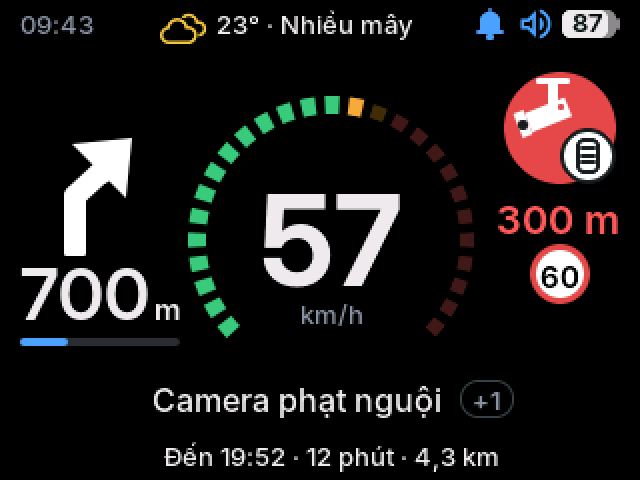 09:43
23° · Nhiều mây
87
700 m
57
km/h
300 m
60
Camera phạt nguội +1
Đến 19:52 · 12 phút · 4,3 km